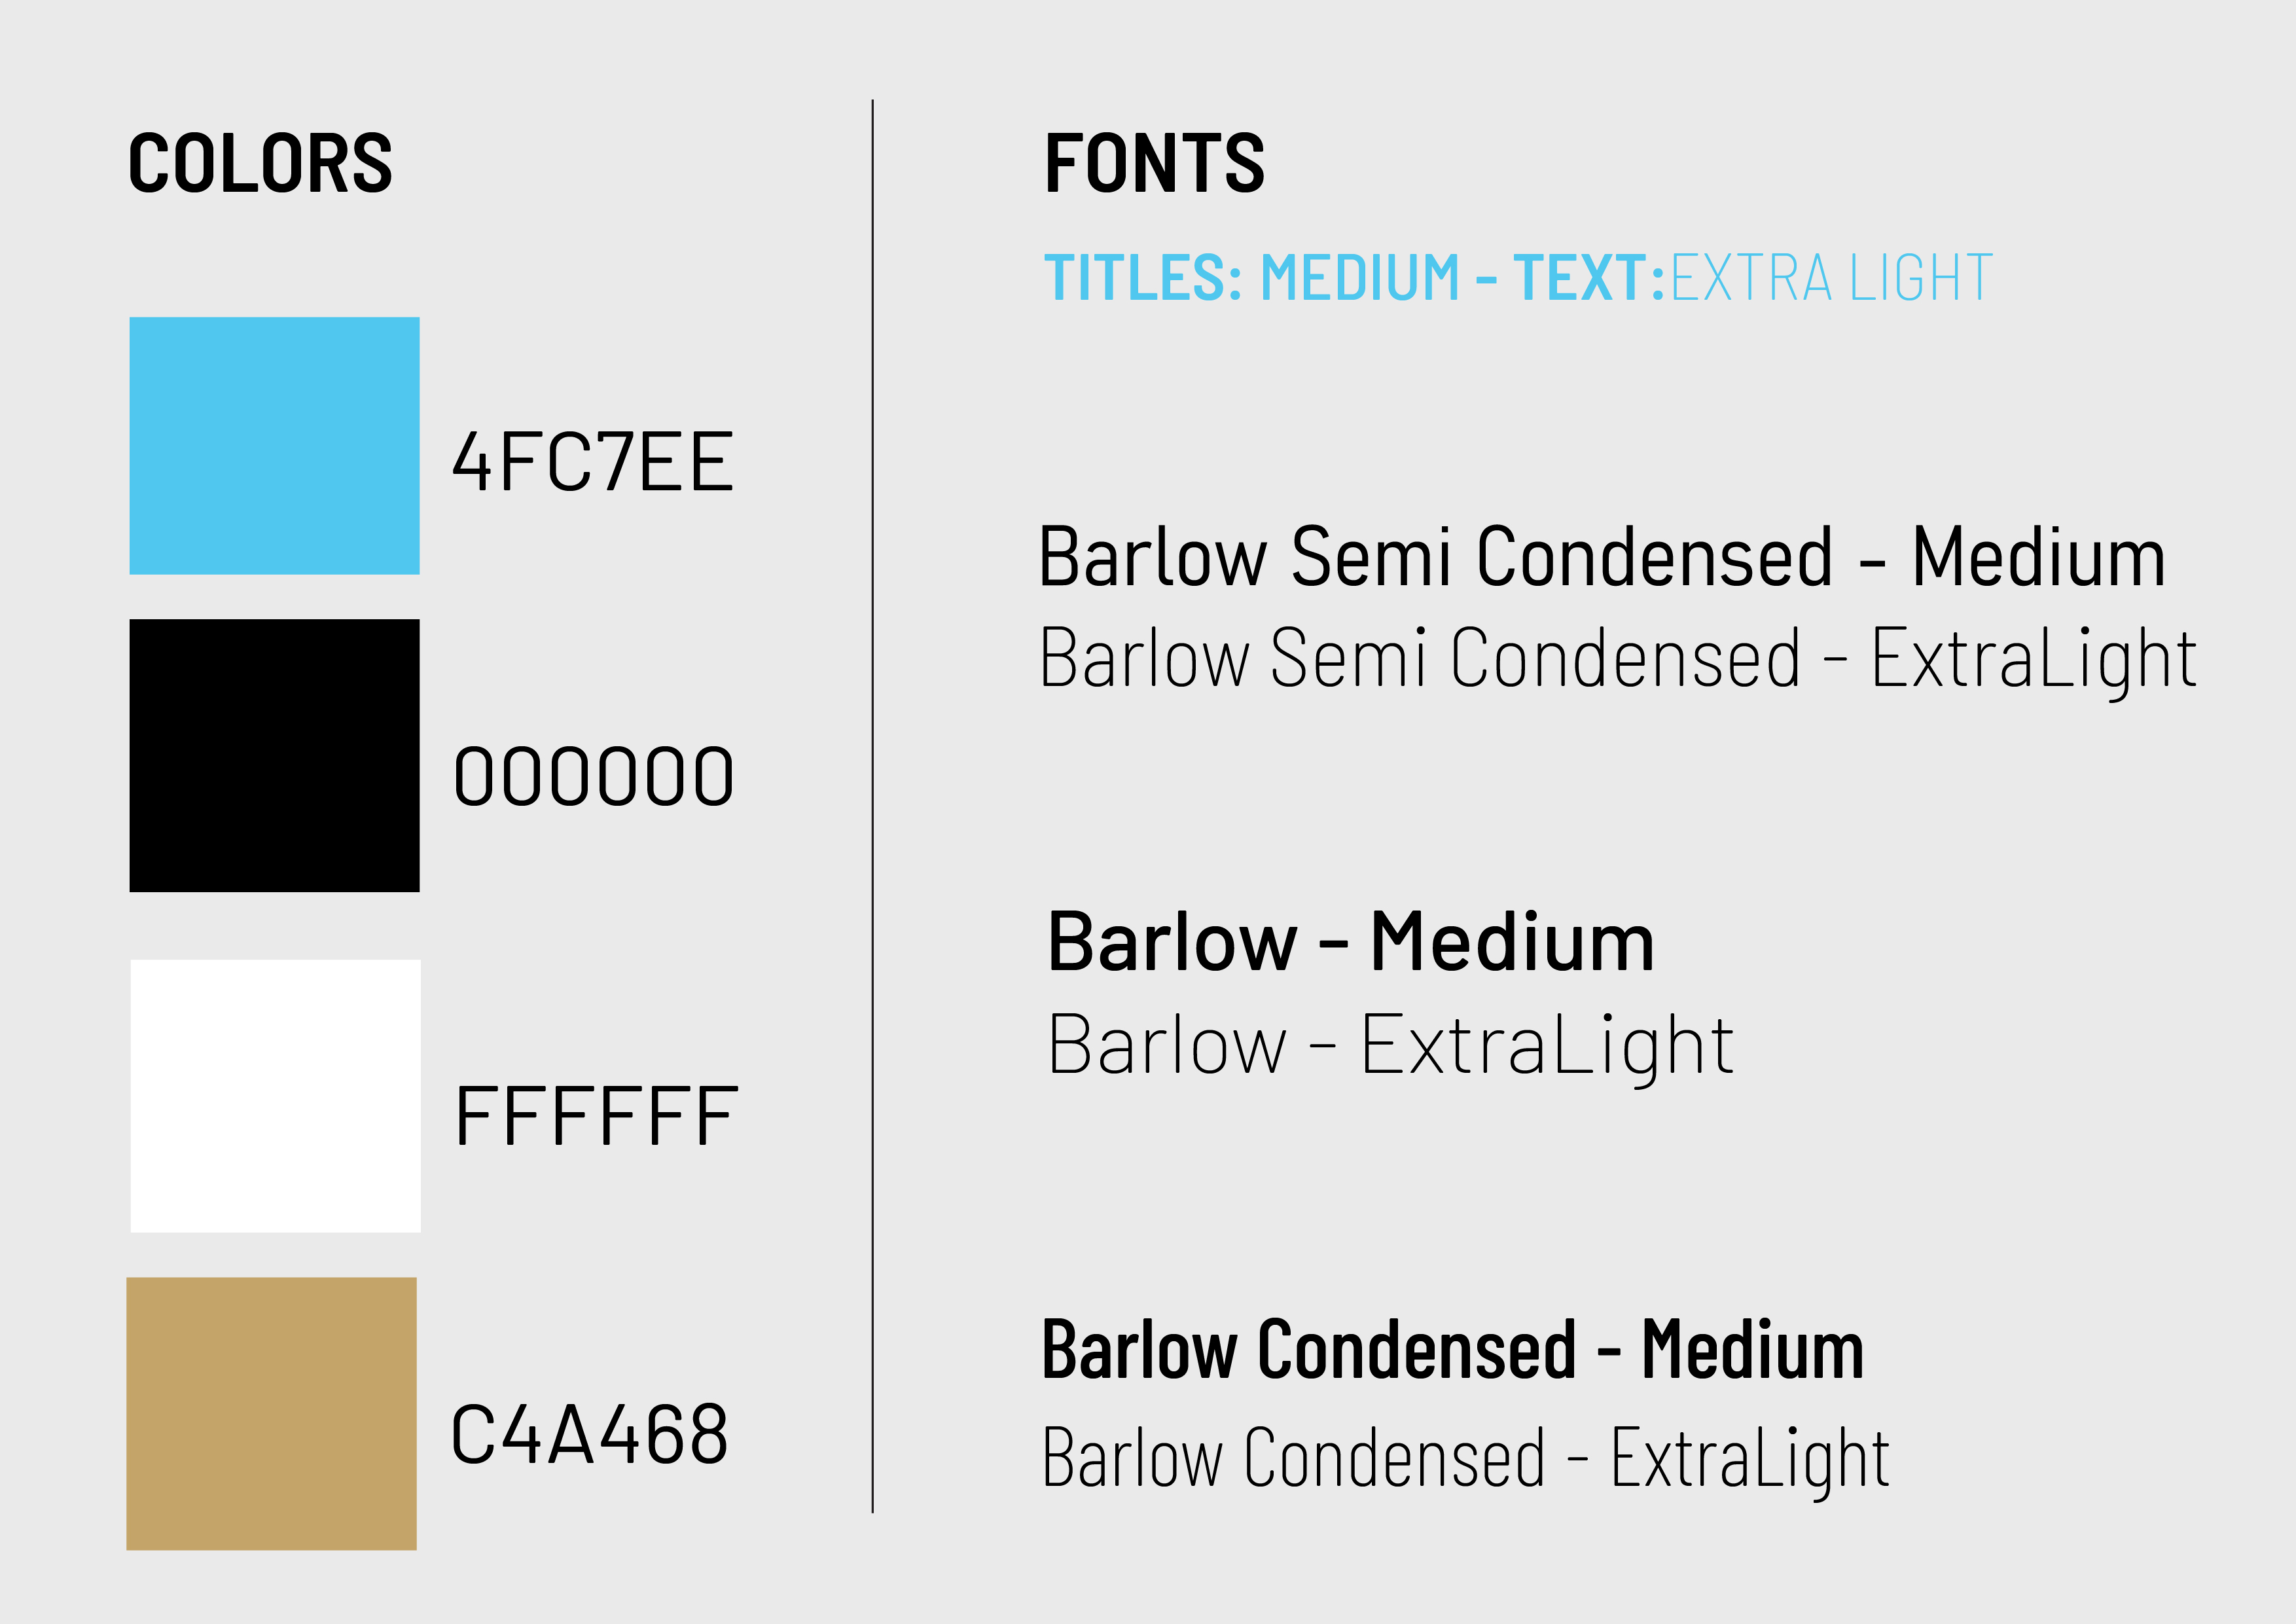 COLORS
4FC7EE
000000
FFFFFF
C4A468
FONTS
TITLES: MEDIUM - TEXT:EXTRA LIGHT
Barlow Semi Condensed - Medium
Barlow Semi Condensed - ExtraLight
Barlow - Medium
Barlow - ExtraLight
Barlow Condensed - Medium
Barlow Condensed - ExtraLight